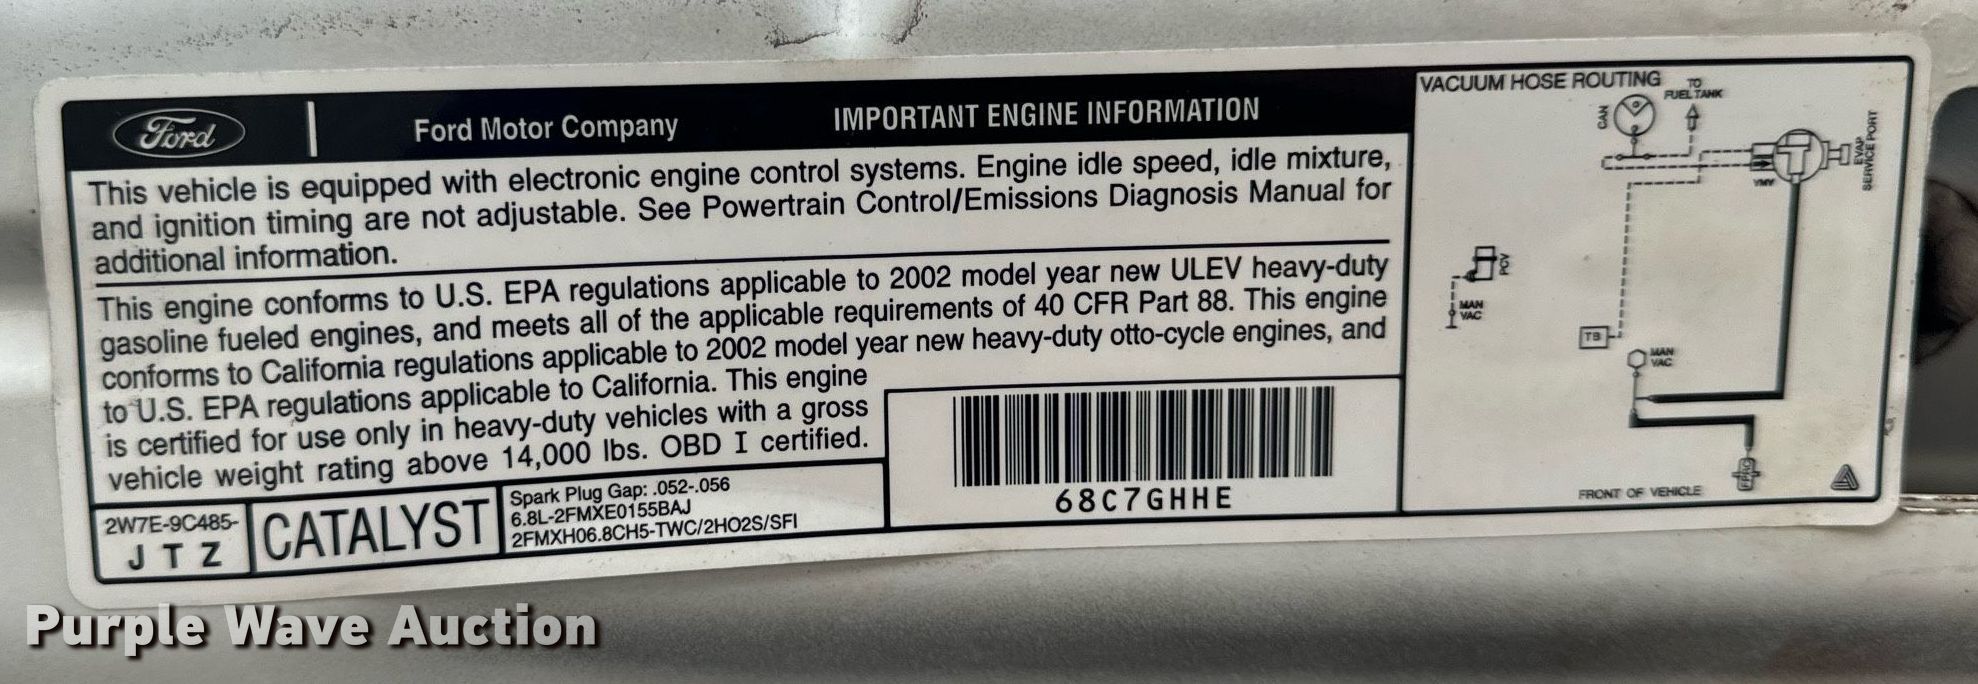 Ford
Ford Motor Company
IMPORTANT ENGINE INFORMATION
This vehicle is equipped with electronic engine control systems. Engine idle speed, idle mixture,
and ignition timing are not adjustable. See Powertrain Control/Emissions Diagnosis Manual for
additional information.
This engine conforms to U.S. EPA regulations applicable to 2002 model year new ULEV heavy-duty
gasoline fueled engines, and meets all of the applicable requirements of 40 CFR Part 88. This engine
conforms to California regulations applicable to 2002 model year new heavy-duty otto-cycle engines, and
to U.S. EPA regulations applicable to California. This engine
is certified for use only in heavy-duty vehicles with a gross
vehicle weight rating above 14,000 lbs. OBD I certified.
2W7E-9C485-
J T Z
CATALYST
Spark Plug Gap: .052-.056
6.8L-2FMXE0155BAJ
2FMXH06.8CH5-TWC/2HO2S/SFI
68C7GHHE
VACUUM HOSE ROUTING
TO
FUEL TANK
CAN
EVAP
SERVICE PORT
VMV
PCV
MAN
VAC
TB
MAN
VAC
FPRG
FRONT OF VEHICLE
Purple Wave Auction